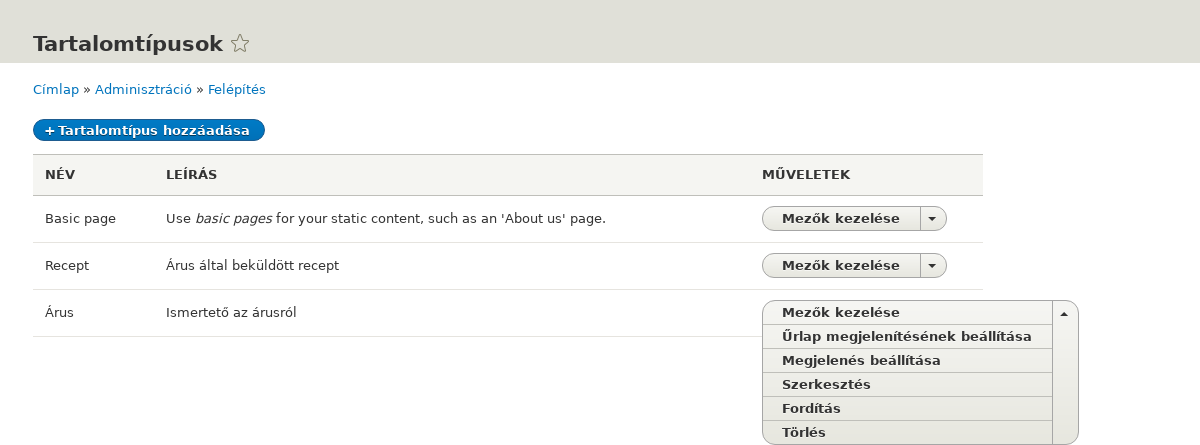 Tartalomtípusok
Címlap » Adminisztráció » Felépítés
+ Tartalomtípus hozzáadása
NÉV LEÍRÁS MŰVELETEK
Basic page Use basic pages for your static content, such as an 'About us' page. Mezők kezelése
Recept Árus által beküldött recept Mezők kezelése
Árus Ismertető az árusról Mezők kezelése
Űrlap megjelenítésének beállítása
Megjelenés beállítása
Szerkesztés
Fordítás
Törlés